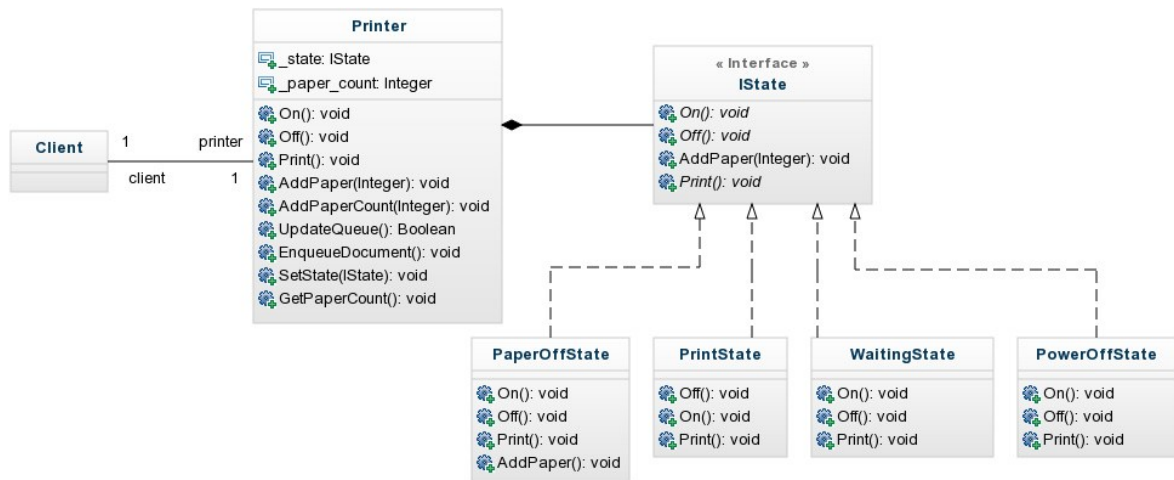 Client
1
printer
client
1
Printer
_state: IState
_paper_count: Integer
On(): void
Off(): void
Print(): void
AddPaper(Integer): void
AddPaperCount(Integer): void
UpdateQueue(): Boolean
EnqueueDocument(): void
SetState(IState): void
GetPaperCount(): void
« Interface »
IState
On(): void
Off(): void
AddPaper(Integer): void
Print(): void
PaperOffState
On(): void
Off(): void
Print(): void
AddPaper(): void
PrintState
Off(): void
On(): void
Print(): void
WaitingState
On(): void
Off(): void
Print(): void
PowerOffState
On(): void
Off(): void
Print(): void